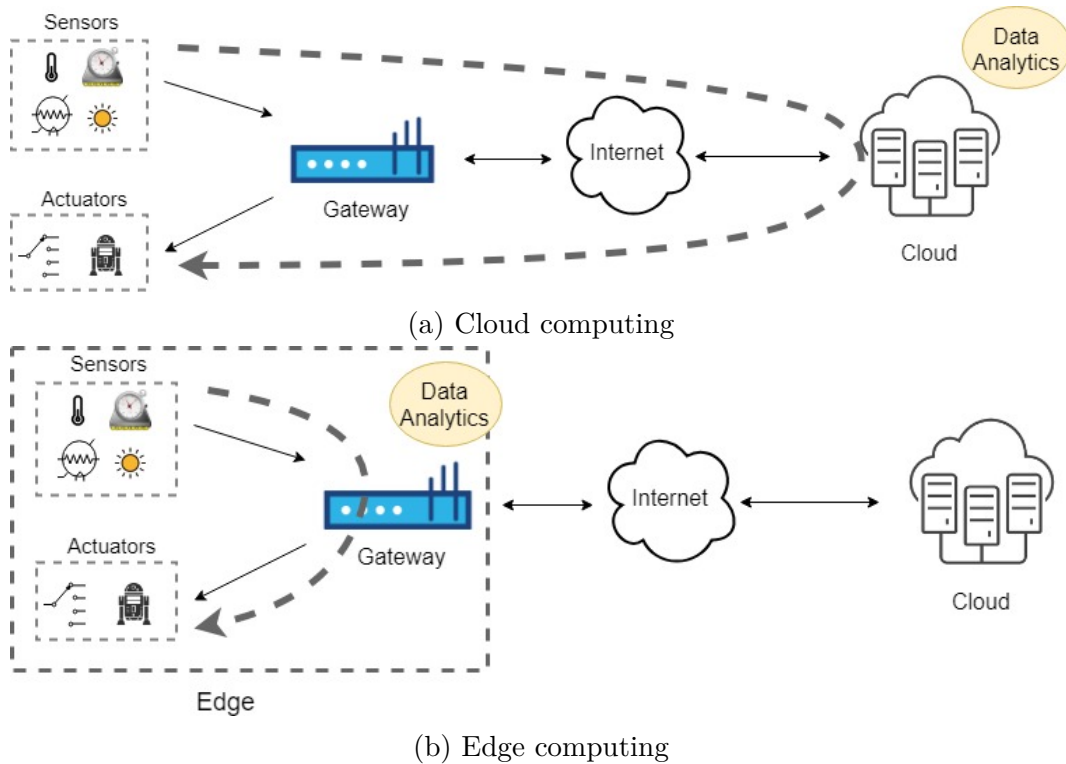 Sensors
Data
Analytics
Internet
Gateway
Actuators
Cloud
(a) Cloud computing
Sensors
Data
Analytics
Internet
Gateway
Actuators
Cloud
Edge
(b) Edge computing